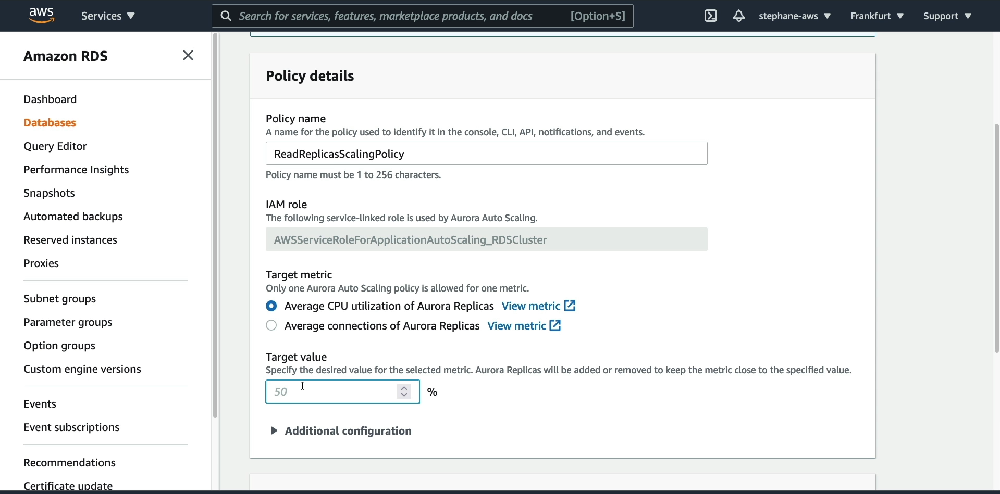 aws
Services
Search for services, features, marketplace products, and docs
[Option+S]
stephane-aws
Frankfurt
Support
Amazon RDS
Dashboard
Databases
Query Editor
Performance Insights
Snapshots
Automated backups
Reserved instances
Proxies
Subnet groups
Parameter groups
Option groups
Custom engine versions
Events
Event subscriptions
Recommendations
Certificate update
Policy details
Policy name
A name for the policy used to identify it in the console, CLI, API, notifications, and events.
ReadReplicasScalingPolicy
Policy name must be 1 to 256 characters.
IAM role
The following service-linked role is used by Aurora Auto Scaling.
AWSServiceRoleForApplicationAutoScaling_RDSCluster
Target metric
Only one Aurora Auto Scaling policy is allowed for one metric.
Average CPU utilization of Aurora Replicas View metric
Average connections of Aurora Replicas View metric
Target value
Specify the desired value for the selected metric. Aurora Replicas will be added or removed to keep the metric close to the specified value.
50 %
Additional configuration